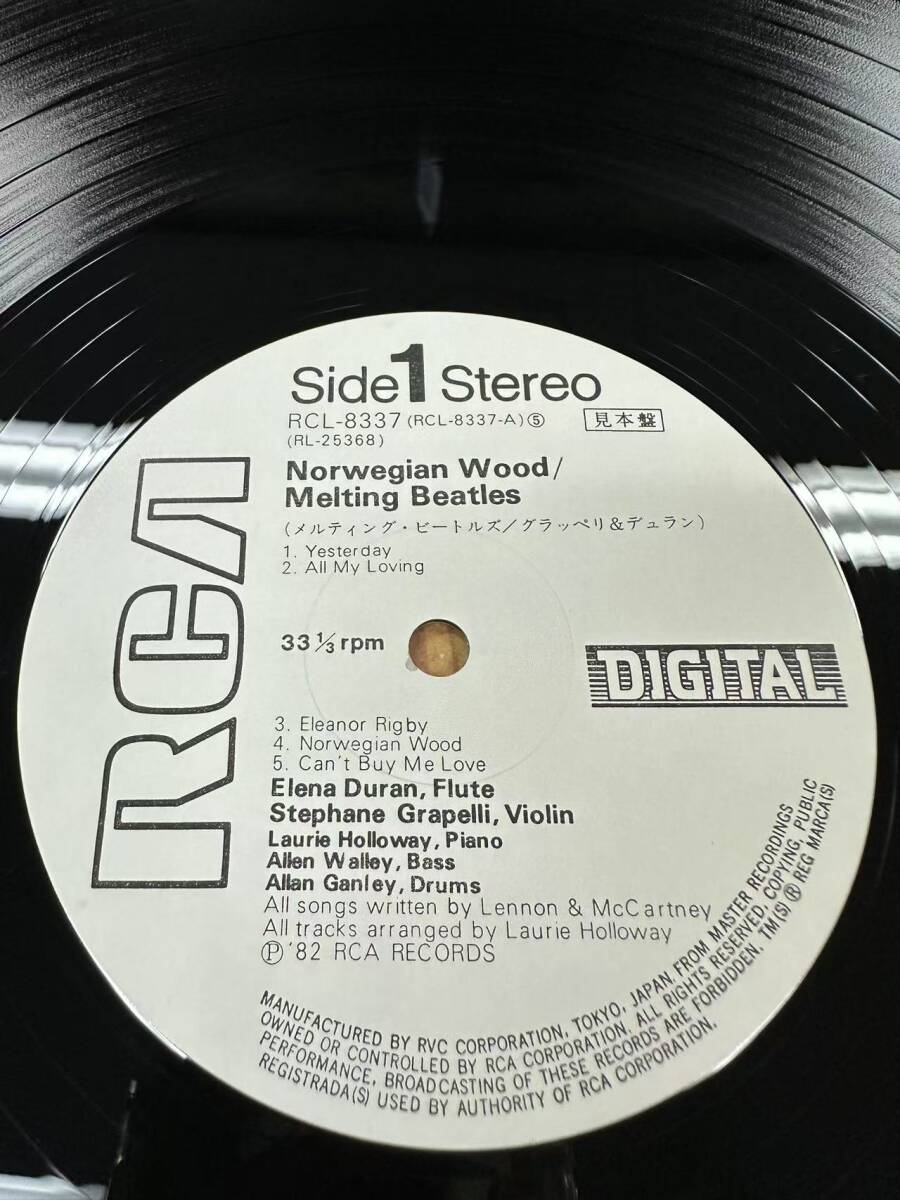 Side 1 Stereo
RCL-8337 (RCL-8337-A) ⑤ 見本盤
(RL-25368)
Norwegian Wood/
Melting Beatles
(メルティング・ビートルズ/グラッペリ&デュラン)
1. Yesterday
2. All My Loving
33 1/3 rpm
DIGITAL
RCA
3. Eleanor Rigby
4. Norwegian Wood
5. Can't Buy Me Love
Elena Duran, Flute
Stephane Grapelli, Violin
Laurie Holloway, Piano
Allen Walley, Bass
Allan Ganley, Drums
All songs written by Lennon & McCartney
All tracks arranged by Laurie Holloway
Ⓟ '82 RCA RECORDS
MANUFACTURED BY RVC CORPORATION, TOKYO, JAPAN FROM MASTER RECORDINGS
OWNED OR CONTROLLED BY RCA CORPORATION. ALL RIGHTS RESERVED, COPYING, PUBLIC
PERFORMANCE, BROADCASTING OF THESE RECORDS ARE FORBIDDEN. TM(S) ® REG MARCA(S)
REGISTRADA(S) USED BY AUTHORITY OF RCA CORPORATION.